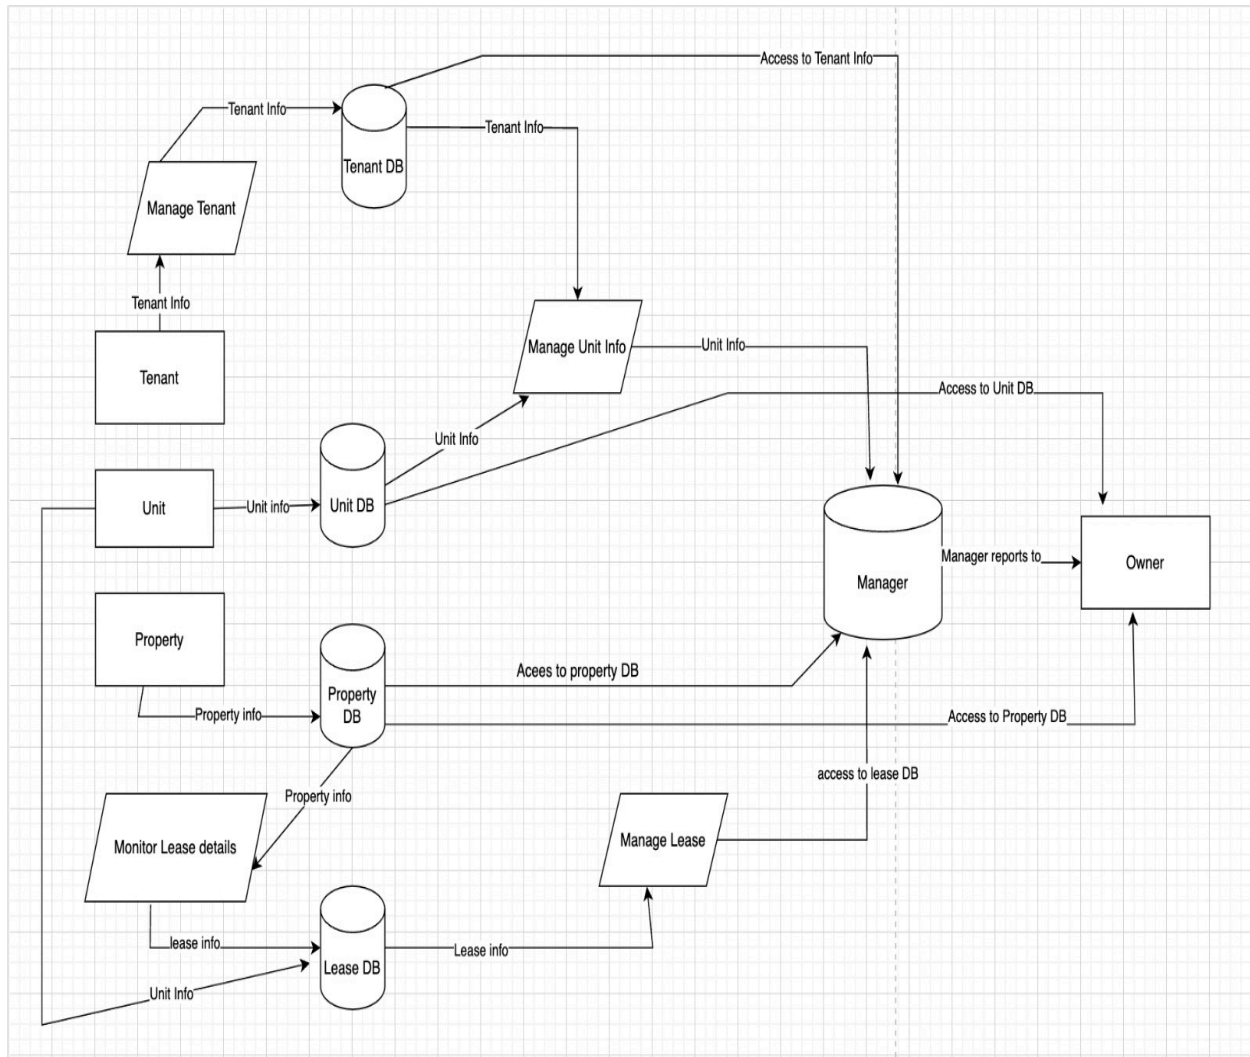 Access to Tenant Info
Tenant Info
Tenant Info
Tenant DB
Manage Tenant
Tenant Info
Manage Unit Info
Unit Info
Tenant
Access to Unit DB
Unit Info
Unit
Unit info
Unit DB
Manager reports to
Owner
Manager
Property
Acees to property DB
Property
DB
Property info
Access to Property DB
access to lease DB
Property info
Monitor Lease details
Manage Lease
lease info
Lease info
Lease DB
Unit Info